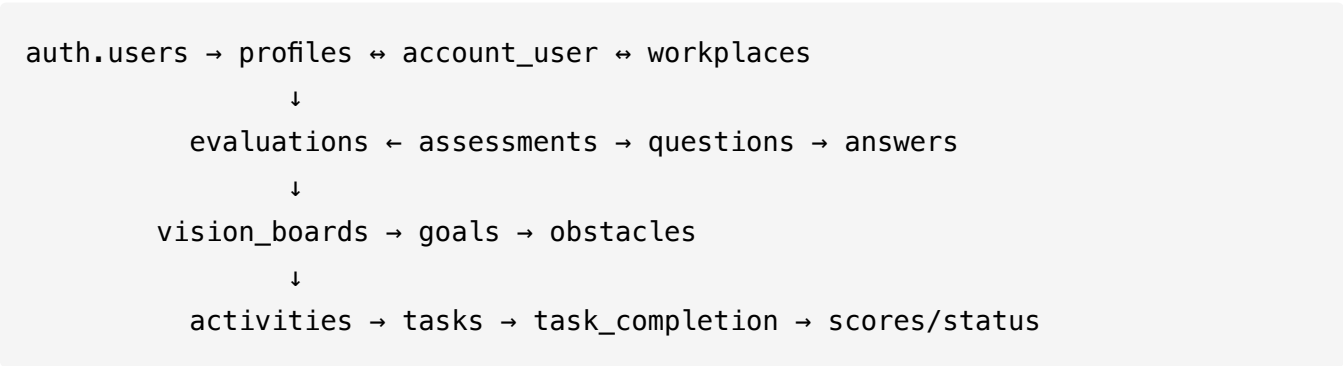 auth.users → profiles ↔ account_user ↔ workplaces
↓
evaluations ← assessments → questions → answers
↓
vision_boards → goals → obstacles
↓
activities → tasks → task_completion → scores/status